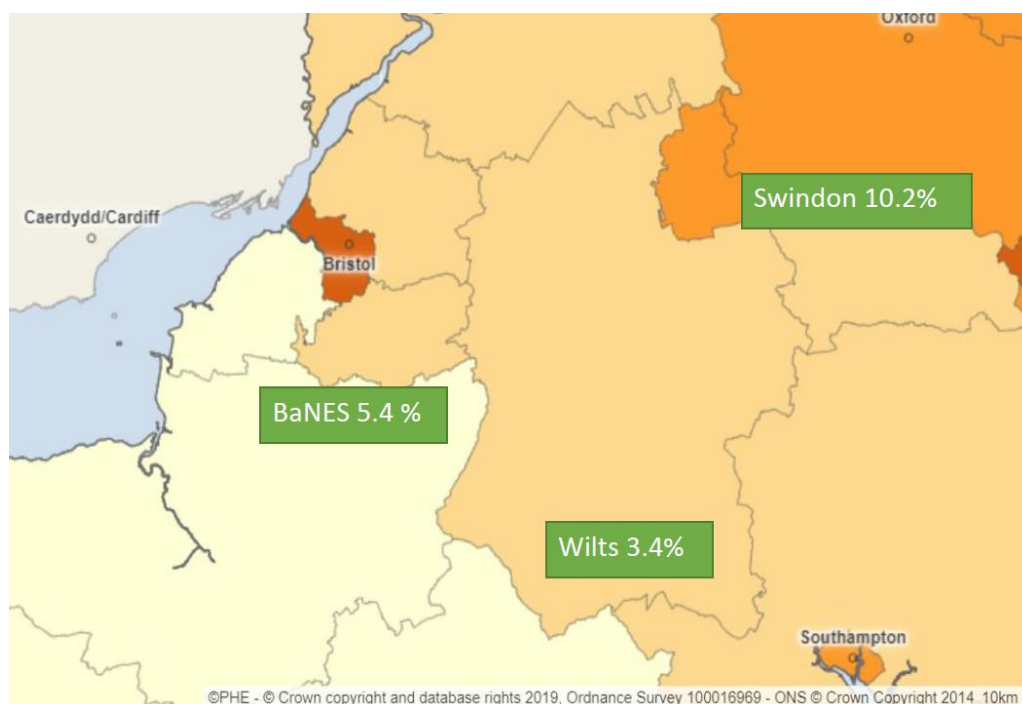 Oxford
Swindon 10.2%
Caerdydd/Cardiff
Bristol
BaNES 5.4 %
Wilts 3.4%
Southampton
©PHE - © Crown copyright and database rights 2019, Ordnance Survey 100016969 - ONS © Crown Copyright 2014 10km